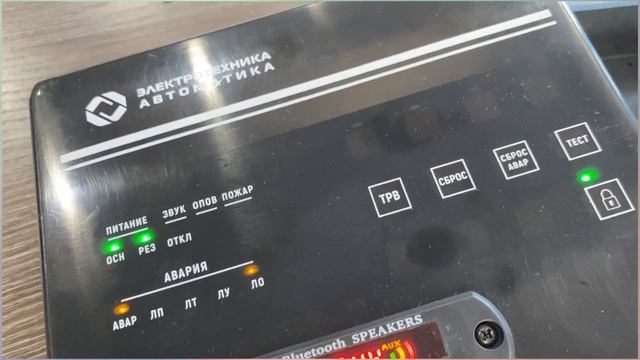 ЭЛЕКТРОТЕХНИКА
АВТОМАТИКА
ПИТАНИЕ ЗВУК ОПОВ ПОЖАР
ОСН РЕЗ ОТКЛ
АВАРИЯ
АВАР ЛП ЛТ ЛУ ЛО
ТРВ
СБРОС
СБРОС
АВАР
ТЕСТ
Bluetooth SPEAKERS
AUX